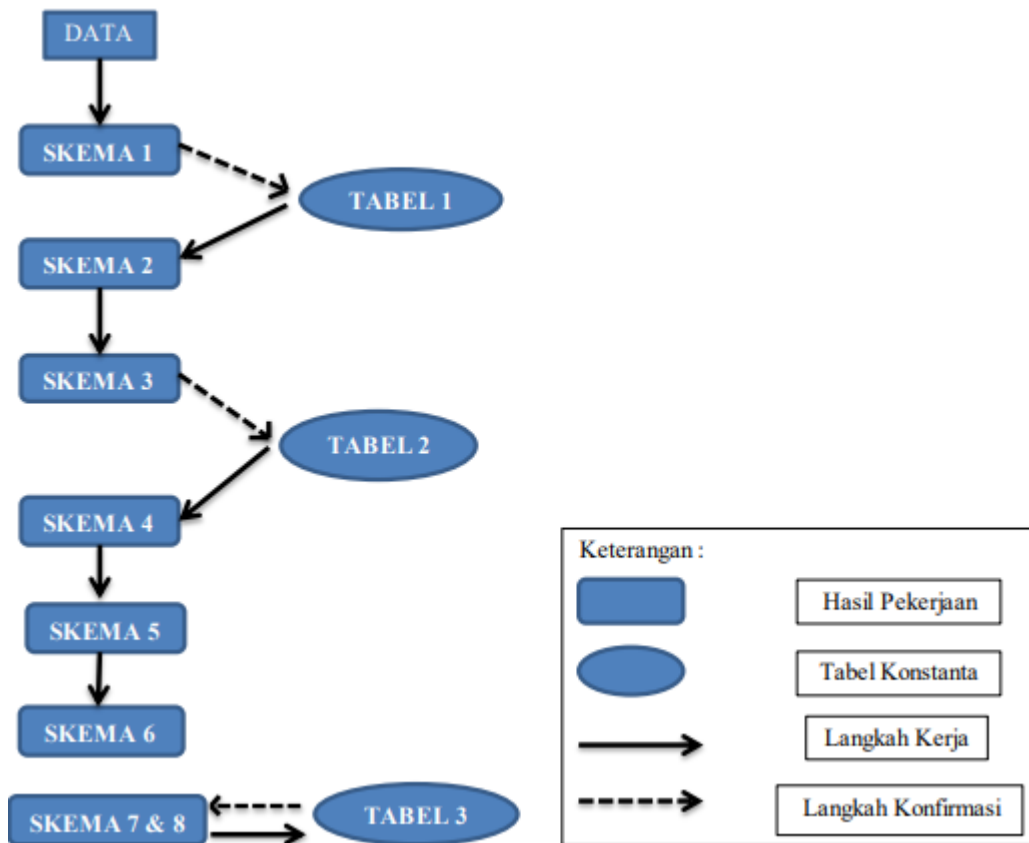 DATA
SKEMA 1
TABEL 1
SKEMA 2
SKEMA 3
TABEL 2
SKEMA 4
SKEMA 5
SKEMA 6
SKEMA 7 & 8
TABEL 3
Keterangan :
Hasil Pekerjaan
Tabel Konstanta
Langkah Kerja
Langkah Konfirmasi